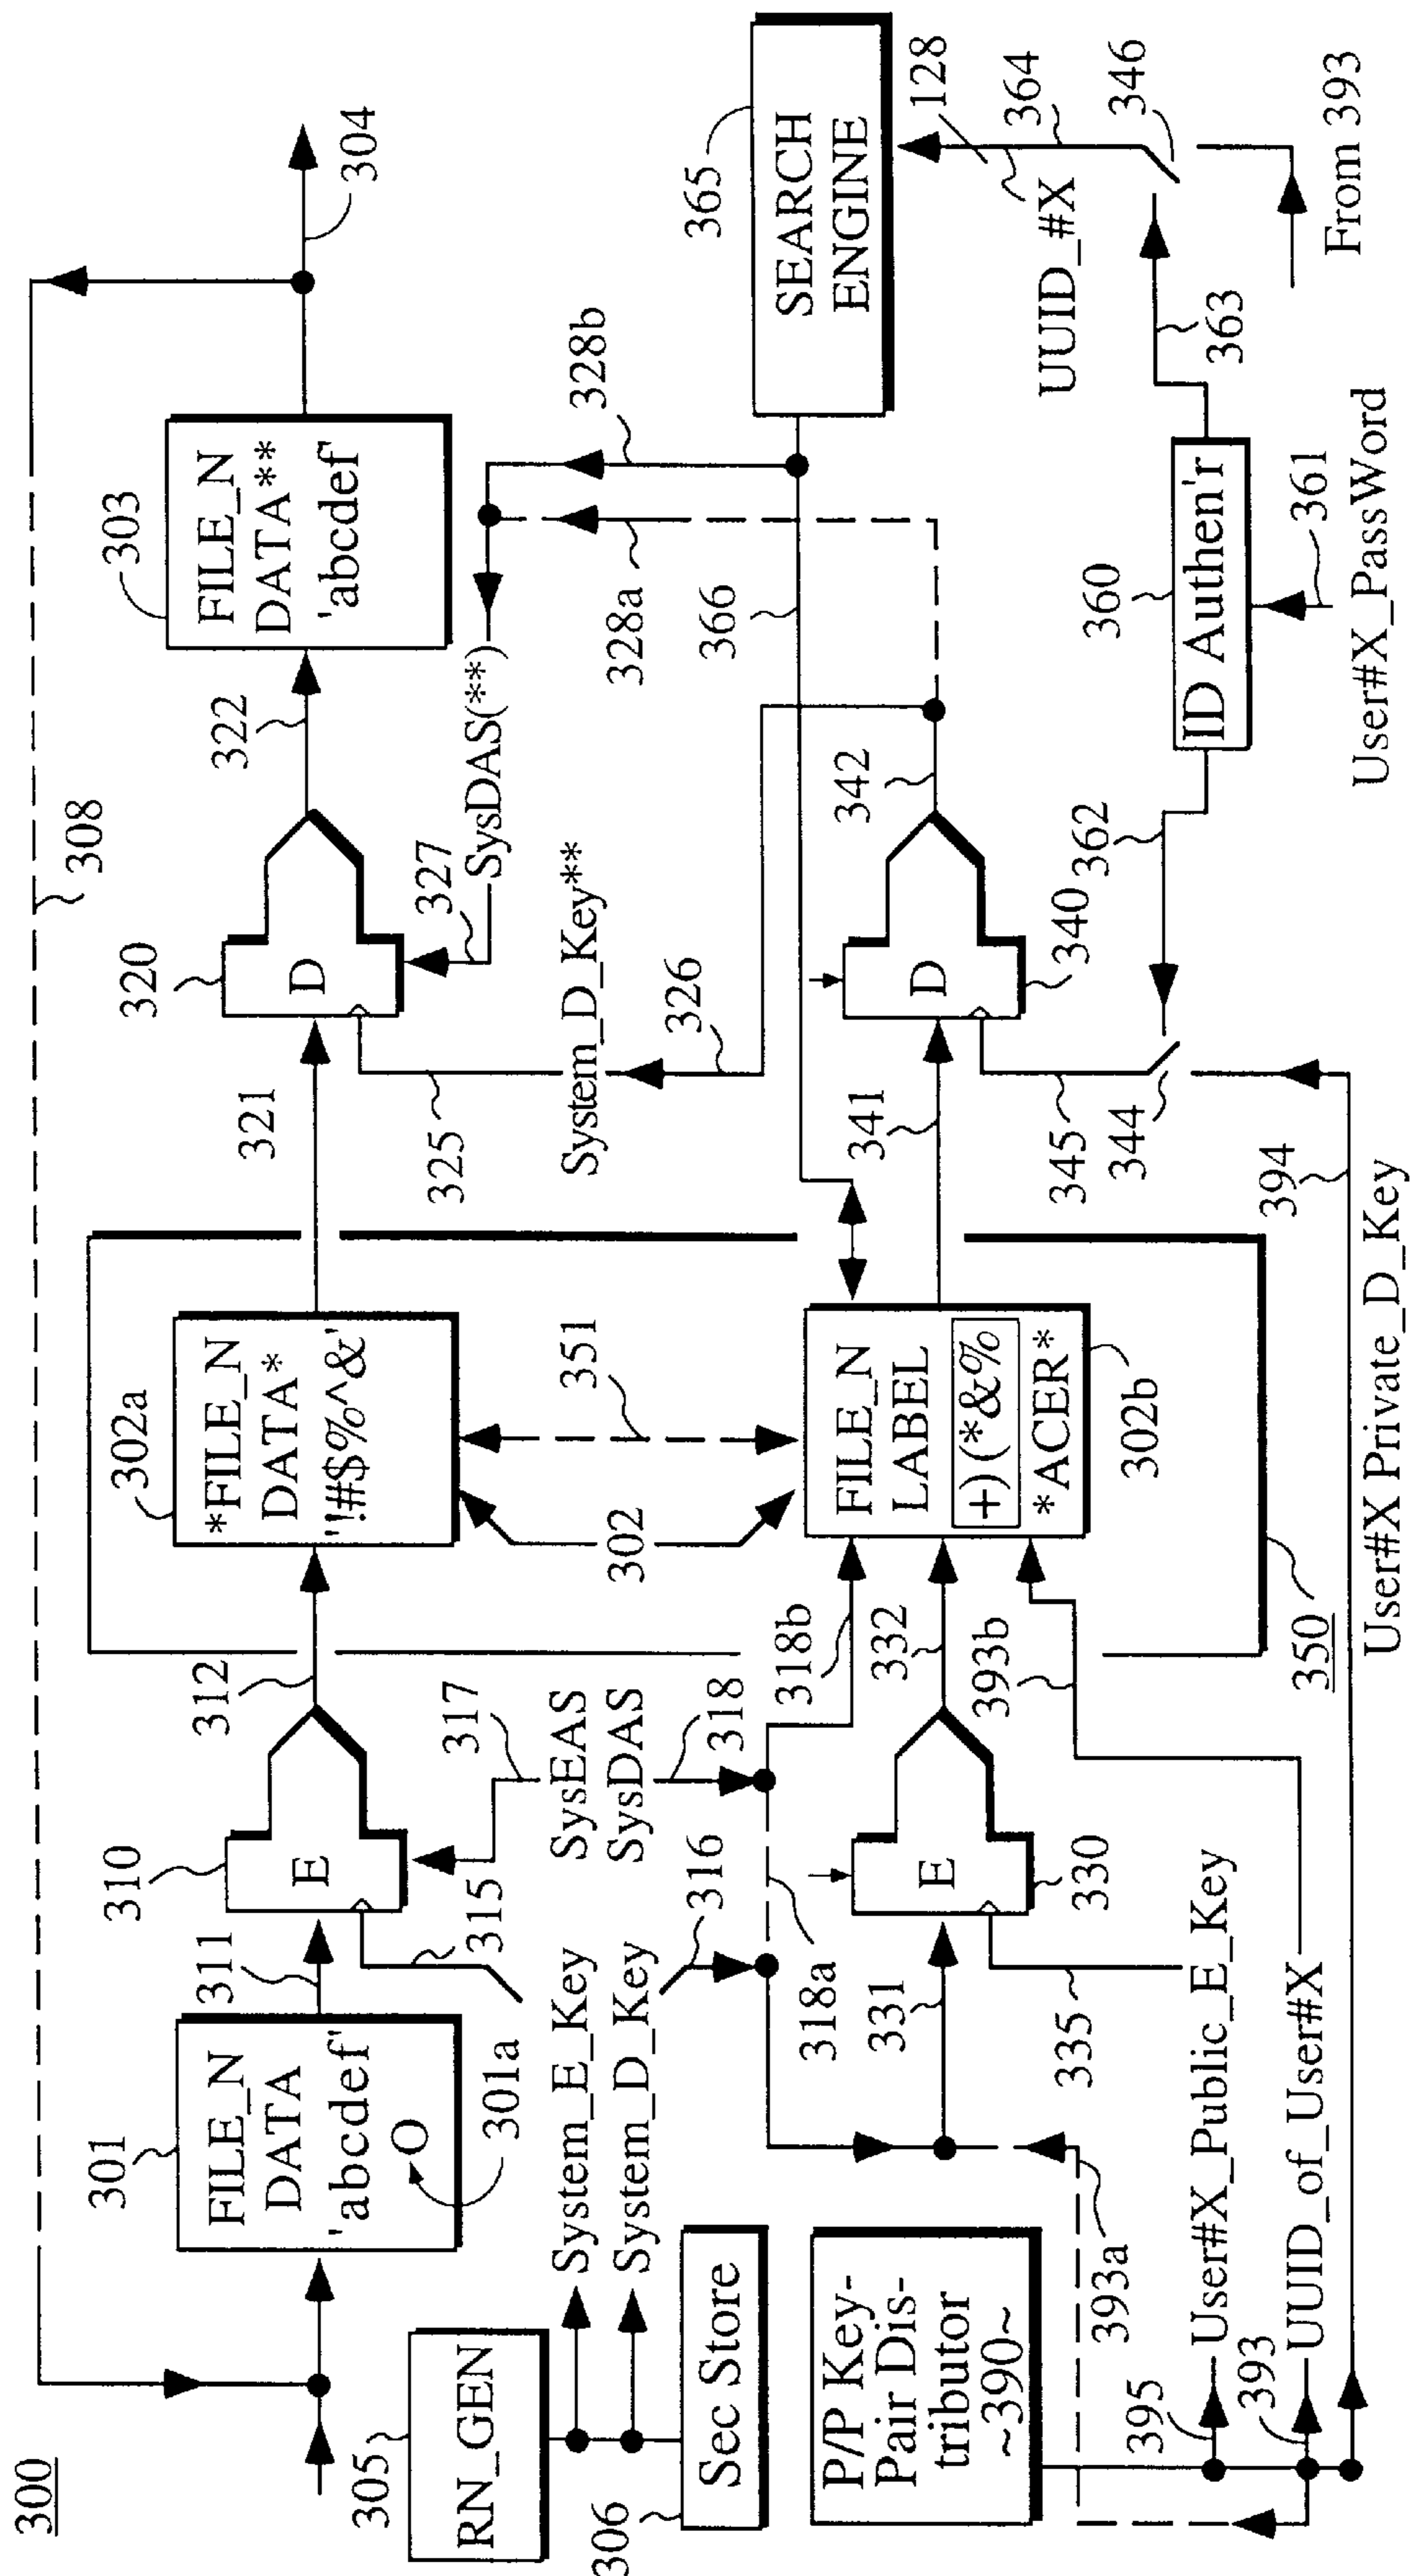 300
308
304
301
FILE_N
DATA
'abcdef'
O
301a
311
310
E
315
312
317
302a
*FILE_N
DATA*
'!#$%^&'
321
320
D
325
327
322
303
FILE_N
DATA**
'abcdef'
305
RN_GEN
306
Sec Store
System_E_Key
System_D_Key
SysEAS
SysDAS
316
318
318a
318b
302
351
System_D_Key**
326
SysDAS(**)
328a
328b
366
365
SEARCH
ENGINE
P/P Key-
Pair Dis-
tributor
~390~
331
330
E
335
332
393b
393a
FILE_N
LABEL
+)(*&%
*ACER*
302b
350
341
340
D
342
345
344
362
360
ID Authen'r
361
User#X_PassWord
363
UUID_#X
128
364
346
From 393
395
User#X_Public_E_Key
393
UUID_of_User#X
394
User#X Private_D_Key